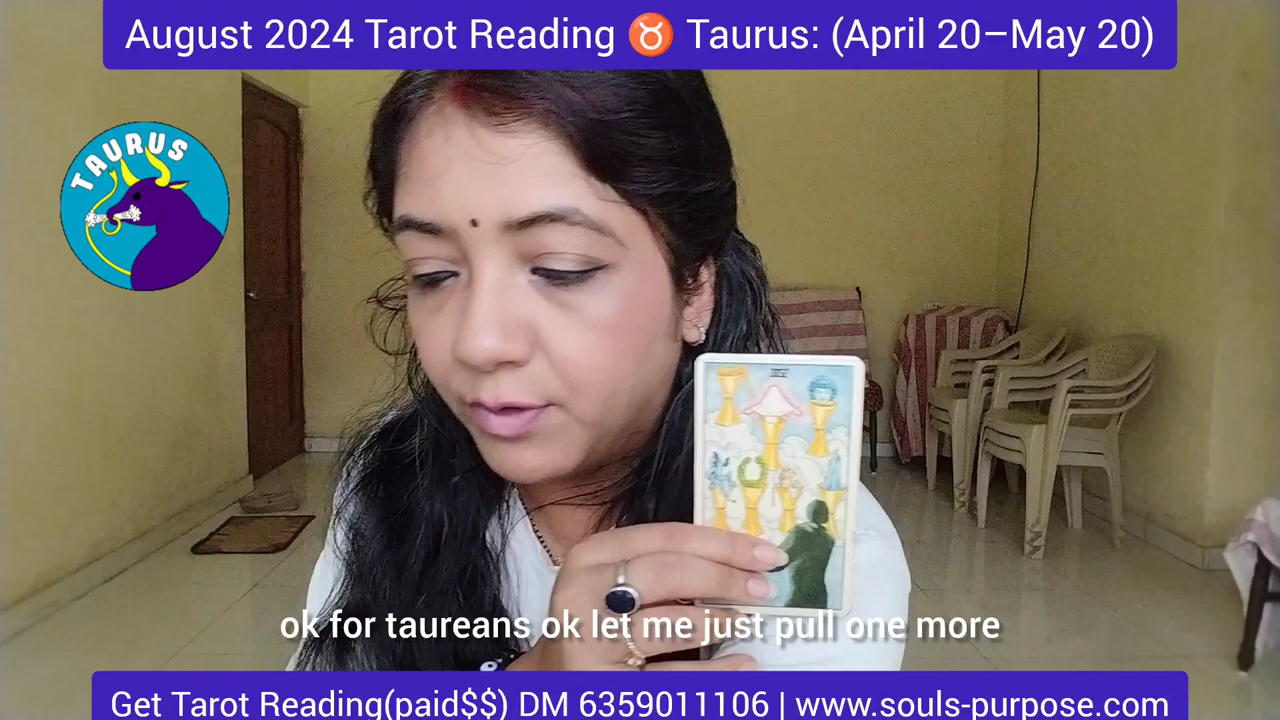 August 2024 Tarot Reading ♉ Taurus: (April 20–May 20)
TAURUS
ok for taureans ok let me just pull one more
Get Tarot Reading(paid$$) DM 6359011106 | www.souls-purpose.com